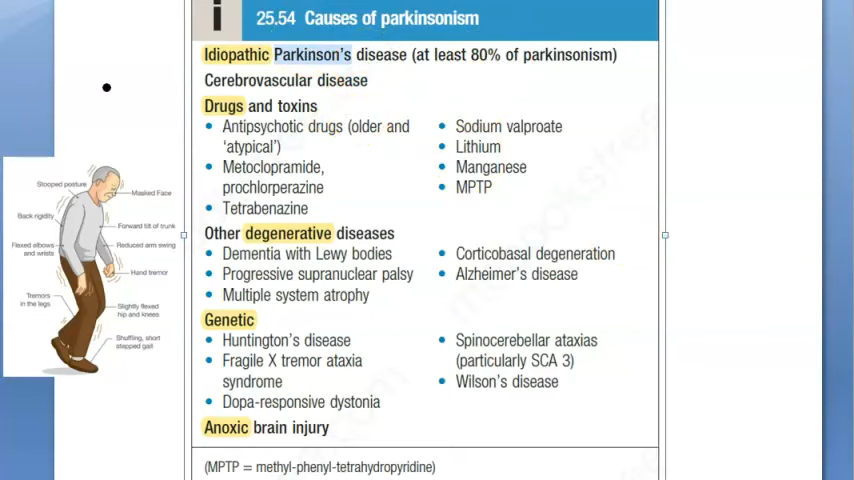 i
25.54 Causes of parkinsonism
Idiopathic Parkinson's disease (at least 80% of parkinsonism)
Cerebrovascular disease
Drugs and toxins
• Antipsychotic drugs (older and
'atypical')
• Metoclopramide,
prochlorperazine
• Tetrabenazine
• Sodium valproate
• Lithium
• Manganese
• MPTP
Other degenerative diseases
• Dementia with Lewy bodies
• Progressive supranuclear palsy
• Multiple system atrophy
• Corticobasal degeneration
• Alzheimer's disease
Genetic
• Huntington's disease
• Fragile X tremor ataxia
syndrome
• Dopa-responsive dystonia
• Spinocerebellar ataxias
(particularly SCA 3)
• Wilson's disease
Anoxic brain injury
(MPTP = methyl-phenyl-tetrahydropyridine)
Stooped posture
Masked Face
Back rigidity
Forward tilt of trunk
Flexed elbows
and wrists
Reduced arm swing
Hand tremor
Tremors
in the legs
Slightly flexed
hip and knees
Shuffling, short
stepped gait